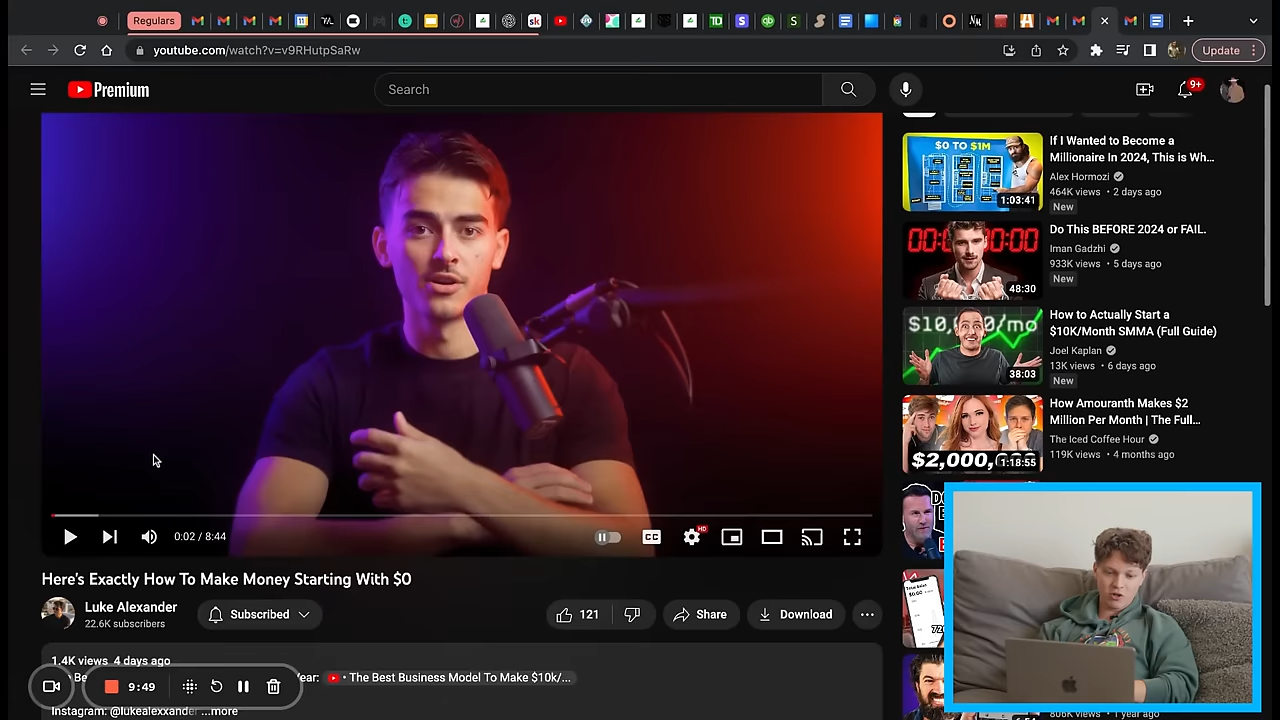 Regulars
youtube.com/watch?v=v9RHutpSaRw
Update
Premium
Search
9+
0:02 / 8:44
CC
HD
Here's Exactly How To Make Money Starting With $0
Luke Alexander
22.6K subscribers
Subscribed
121
Share
Download
1.4K views 4 days ago
ear:
• The Best Business Model To Make $10k/...
Instagram: @lukealexxander ...more
9:49
$0 TO $1M
1:03:41
If I Wanted to Become a
Millionaire In 2024, This is Wh...
Alex Hormozi
464K views • 2 days ago
New
48:30
Do This BEFORE 2024 or FAIL.
Iman Gadzhi
933K views • 5 days ago
New
38:03
How to Actually Start a
$10K/Month SMMA (Full Guide)
Joel Kaplan
13K views • 6 days ago
New
1:18:55
How Amouranth Makes $2
Million Per Month | The Full...
The Iced Coffee Hour
119K views • 4 months ago
806K views • 1 year ago